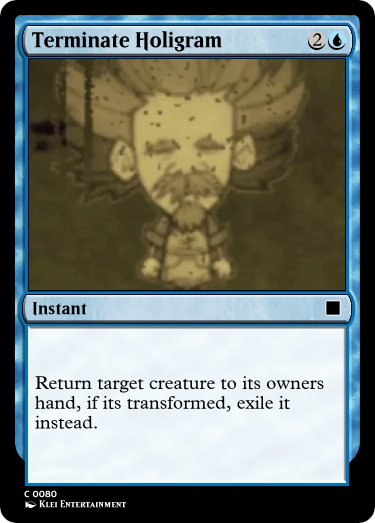 Terminate Holigram 2
Instant
Return target creature to its owners
hand, if its transformed, exile it
instead.
C 0080
Klei Entertainment